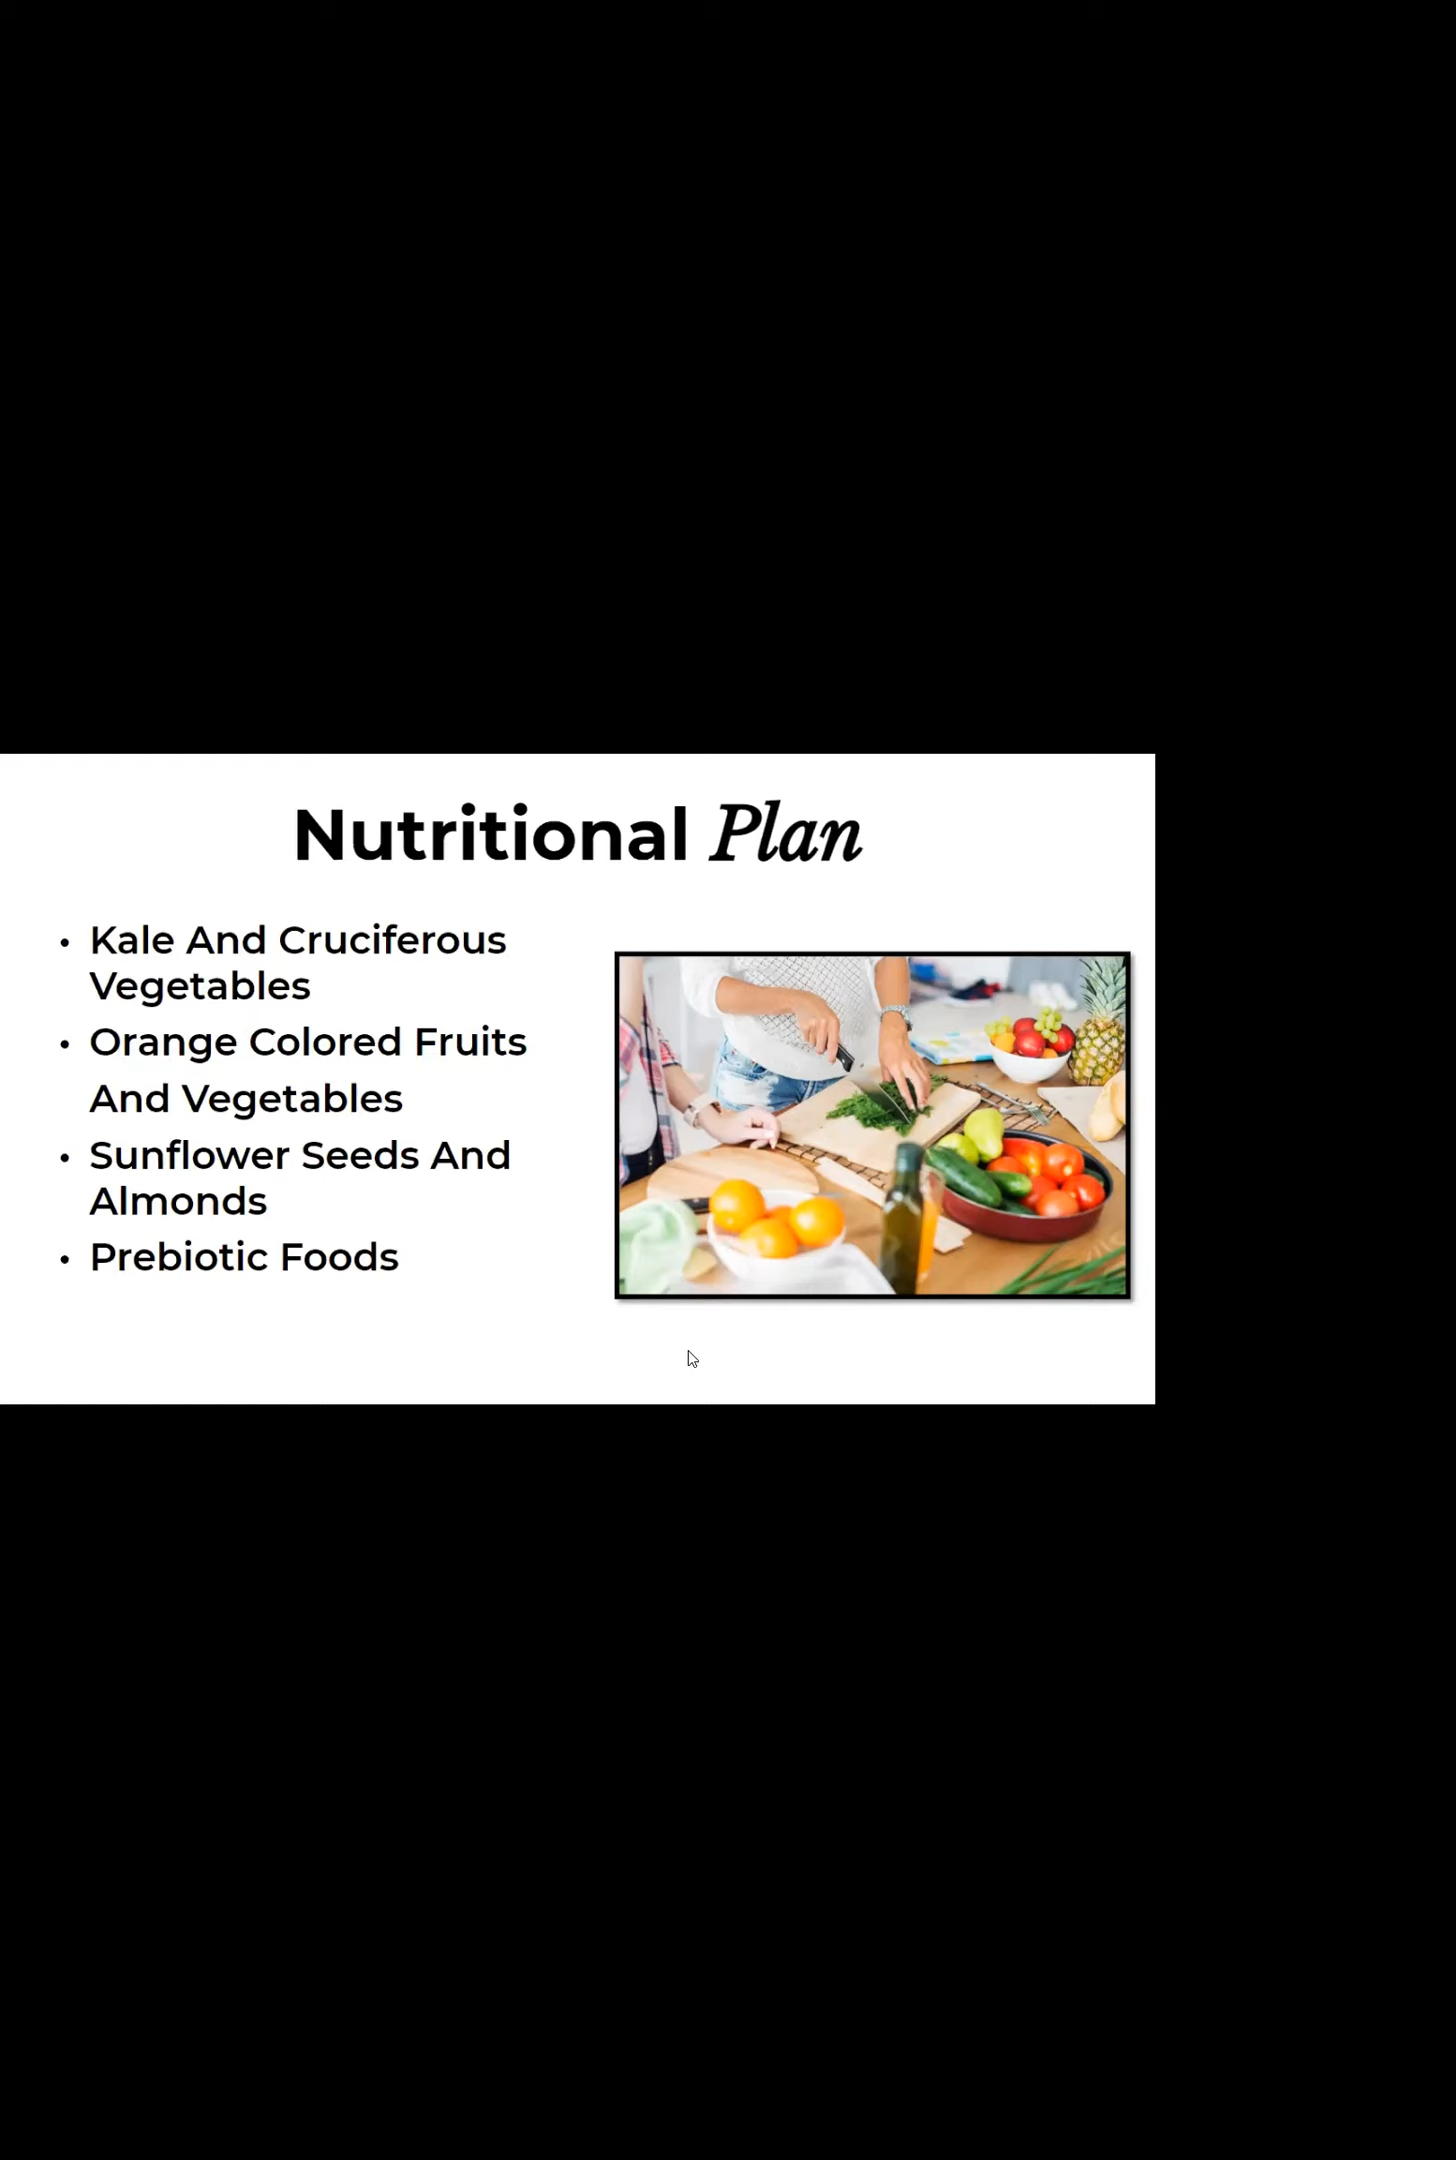 Nutritional Plan
• Kale And Cruciferous
Vegetables
• Orange Colored Fruits
And Vegetables
• Sunflower Seeds And
Almonds
• Prebiotic Foods